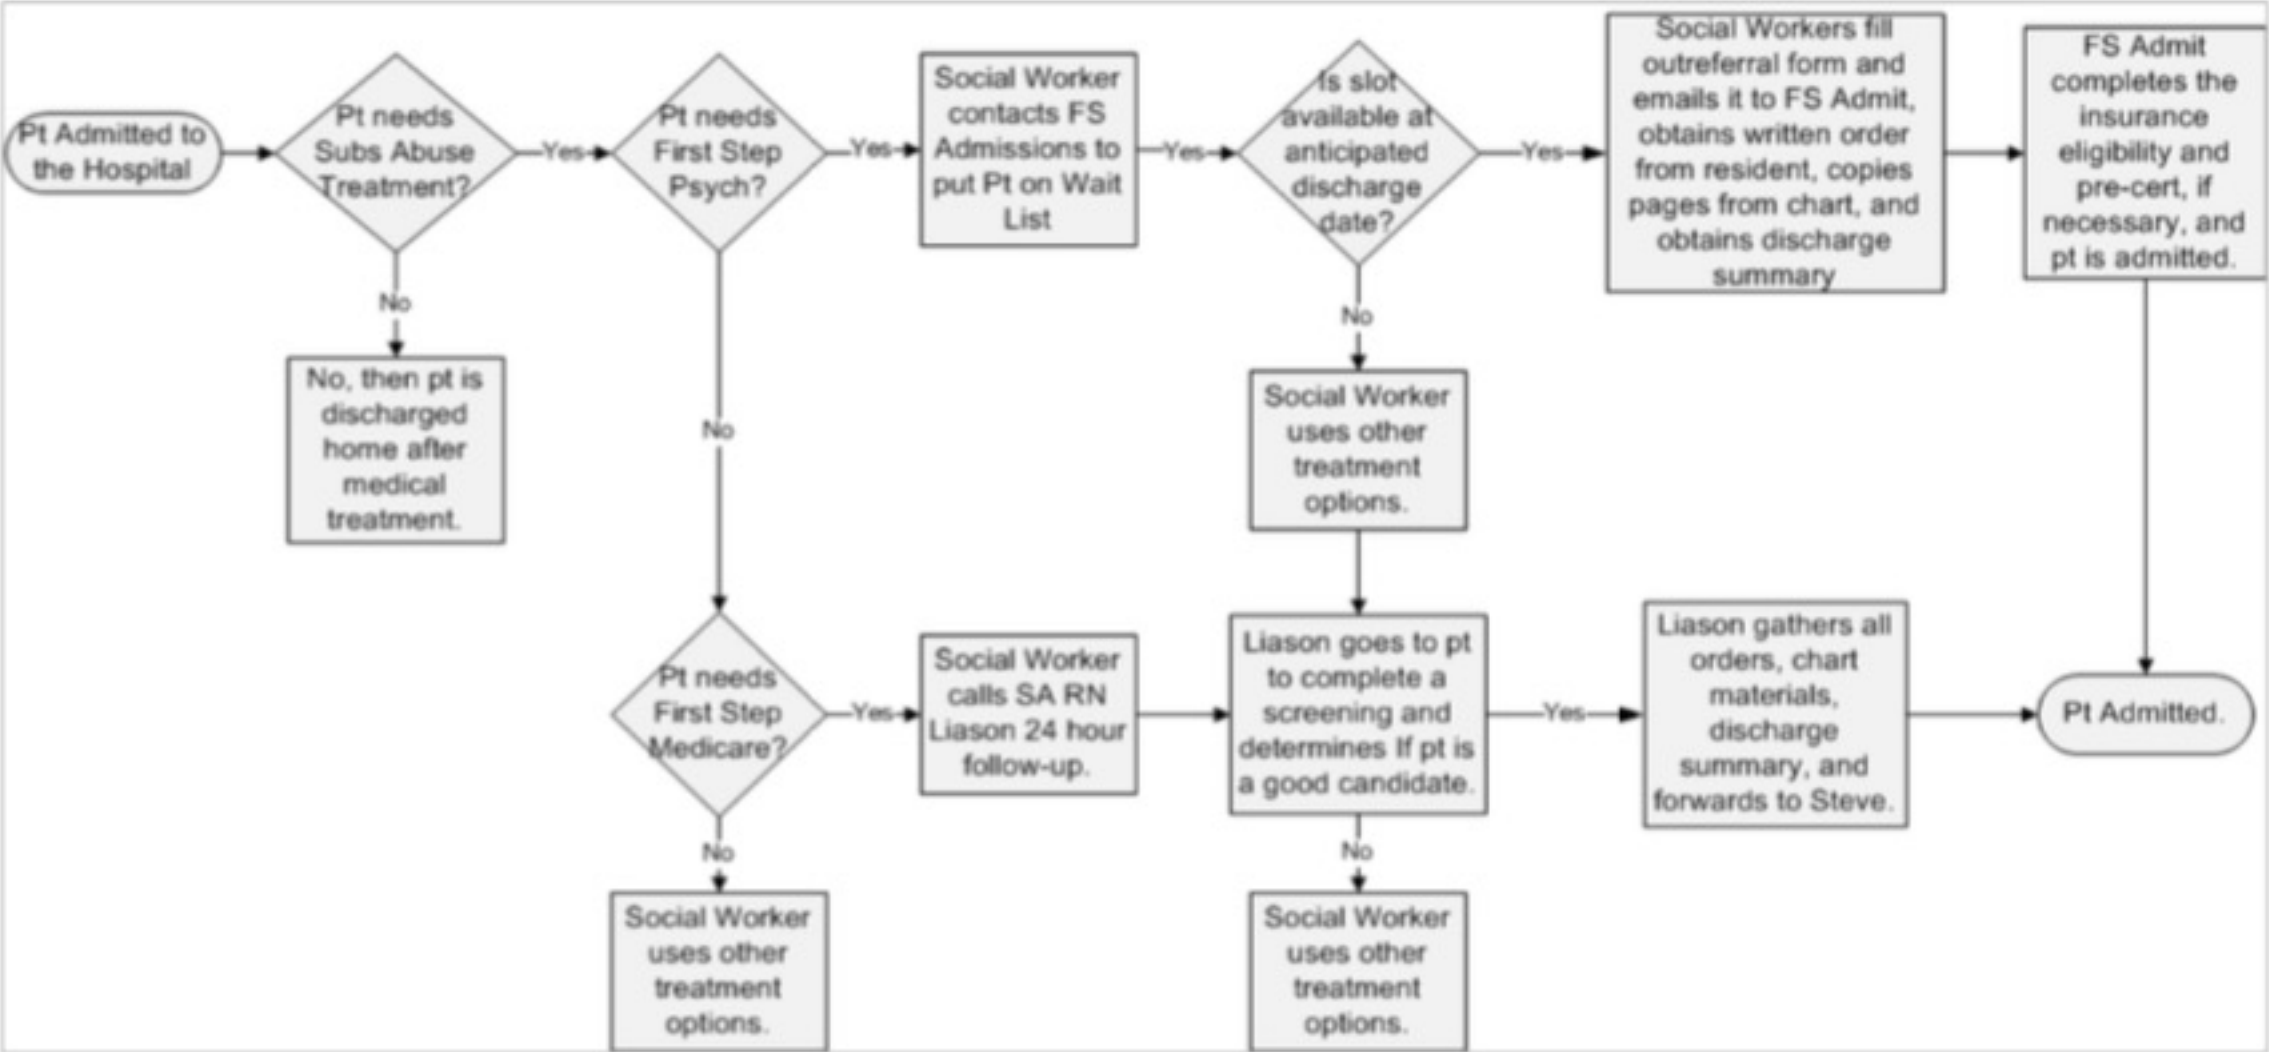 Pt Admitted to
the Hospital
Pt needs
Subs Abuse
Treatment?
Yes
Pt needs
First Step
Psych?
Yes
Social Worker
contacts FS
Admissions to
put Pt on Wait
List
Yes
Is slot
available at
anticipated
discharge
date?
Yes
Social Workers fill
outreferral form and
emails it to FS Admit,
obtains written order
from resident, copies
pages from chart, and
obtains discharge
summary
FS Admit
completes the
insurance
eligibility and
pre-cert, if
necessary, and
pt is admitted.
No
No, then pt is
discharged
home after
medical
treatment.
No
No
Social Worker
uses other
treatment
options.
Pt needs
First Step
Medicare?
Yes
Social Worker
calls SA RN
Liason 24 hour
follow-up.
Liason goes to pt
to complete a
screening and
determines If pt is
a good candidate.
Yes
Liason gathers all
orders, chart
materials,
discharge
summary, and
forwards to Steve.
Pt Admitted.
No
Social Worker
uses other
treatment
options.
No
Social Worker
uses other
treatment
options.